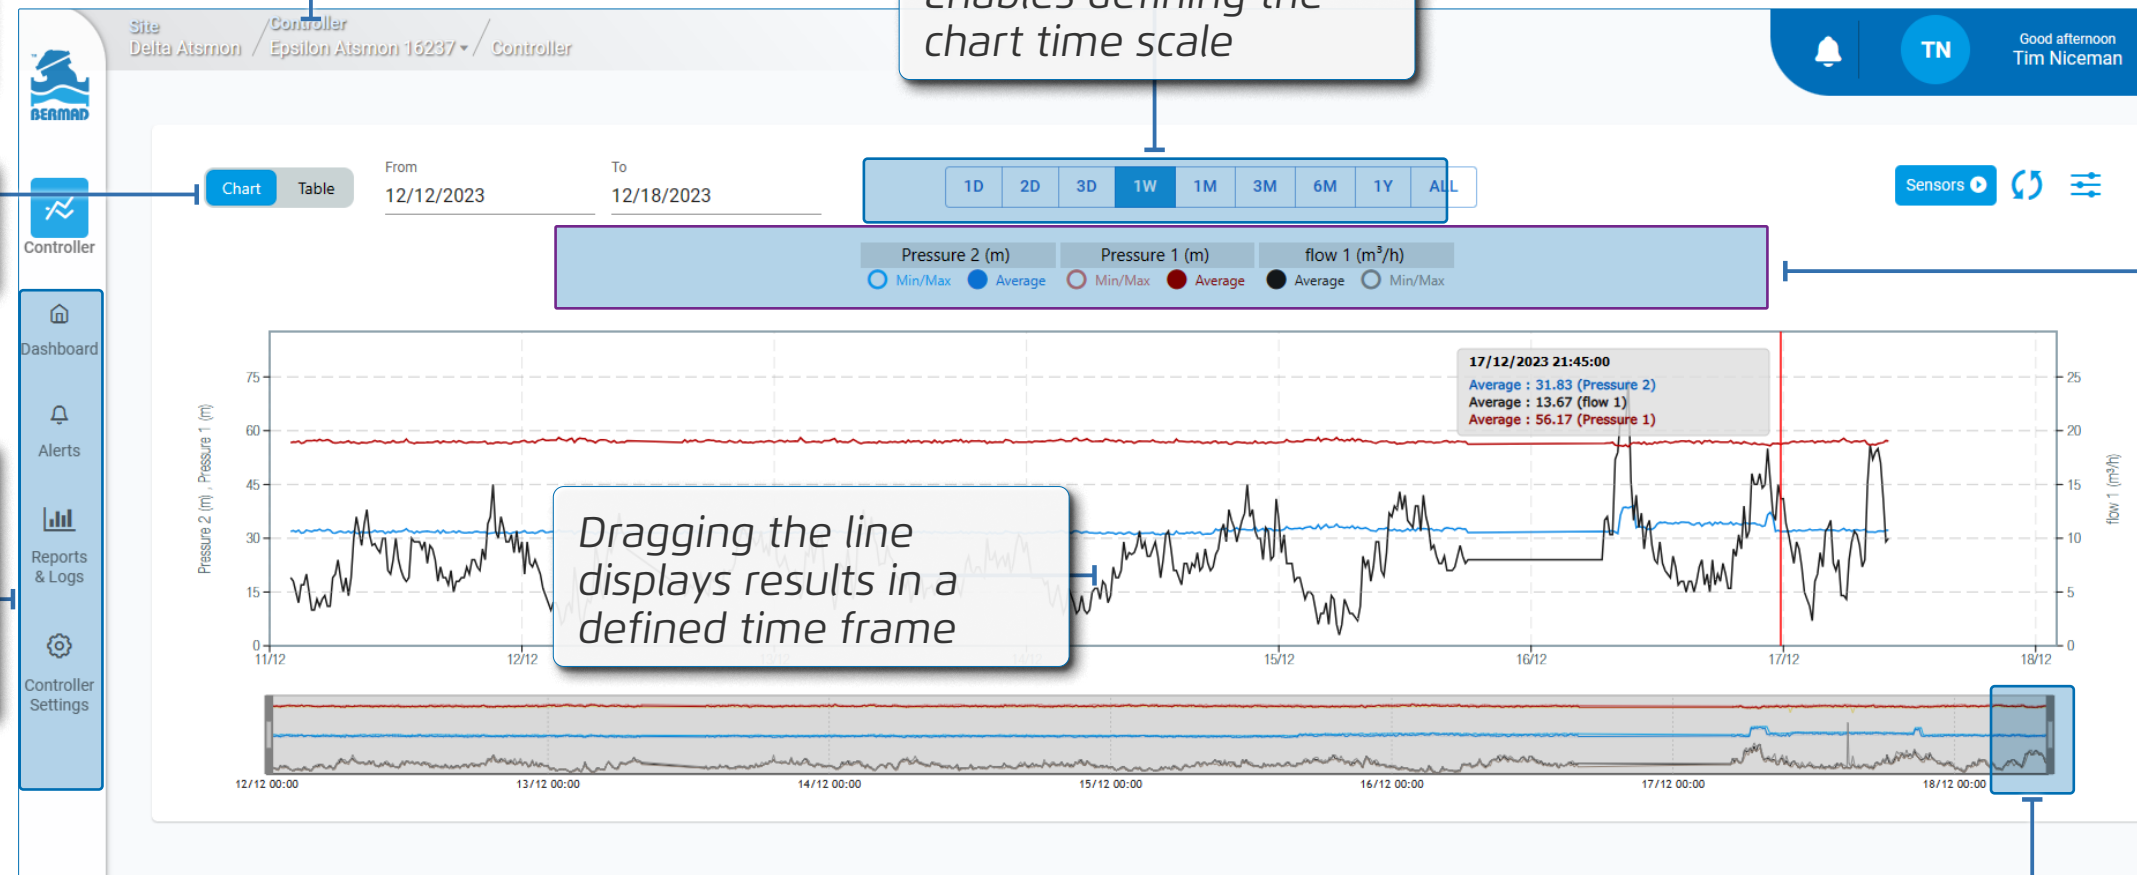 enables defining the
chart time scale
Site
Delta Atsmon / 
/Controller
Epsilon Atsmon 16237 / Controller
TN
Good afternoon
Tim Niceman
BERMAD
Chart
Table
From
12/12/2023
To
12/18/2023
1D 2D 3D 1W 1M 3M 6M 1Y ALL
Sensors
Pressure 2 (m)
Pressure 1 (m)
flow 1 (m³/h)
Min/Max Average Min/Max Average Average Min/Max
Controller
Dashboard
Alerts
Reports
& Logs
Controller
Settings
17/12/2023 21:45:00
Average : 31.83 (Pressure 2)
Average : 13.67 (flow 1)
Average : 56.17 (Pressure 1)
Pressure 2 (m) , Pressure 1 (m)
75
60
45
30
15
0
25
20
15
10
5
0
flow 1 (m³/h)
Dragging the line
displays results in a
defined time frame
11/12 12/12 13/12 14/12 15/12 16/12 17/12 18/12
12/12 00:00 13/12 00:00 14/12 00:00 15/12 00:00 16/12 00:00 17/12 00:00 18/12 00:00